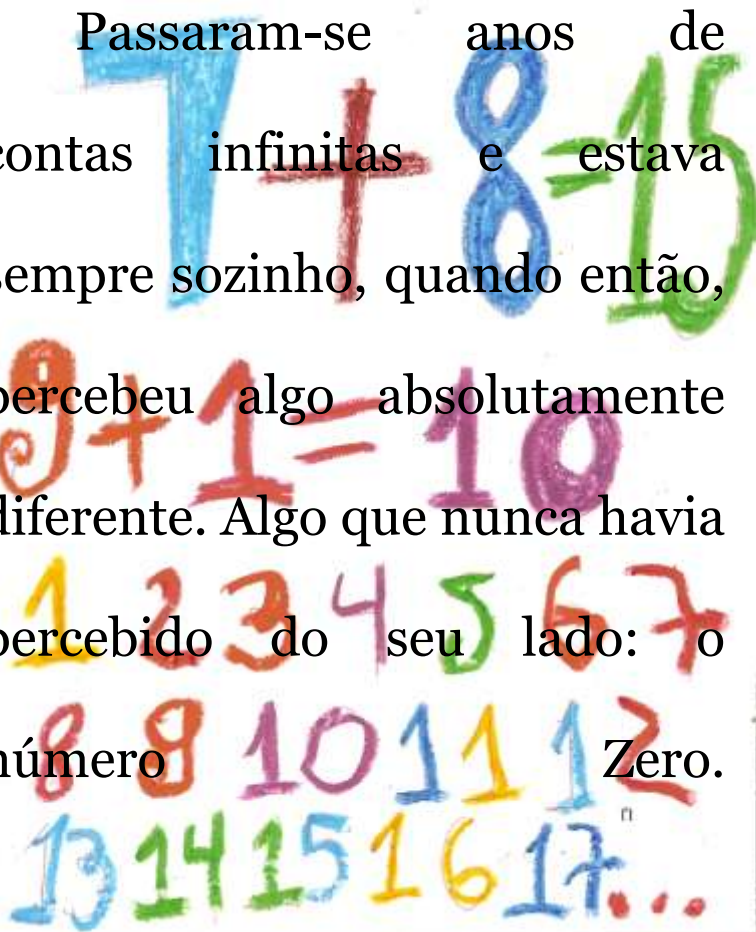 Passaram-se anos de
7+8=15
contas infinitas e estava
sempre sozinho, quando então,
9+1=10
percebeu algo absolutamente
diferente. Algo que nunca havia
1 2 3 4 5 6 7
percebido do seu lado: o
8 9 10 11 12
número Zero.
13 14 15 16 17...